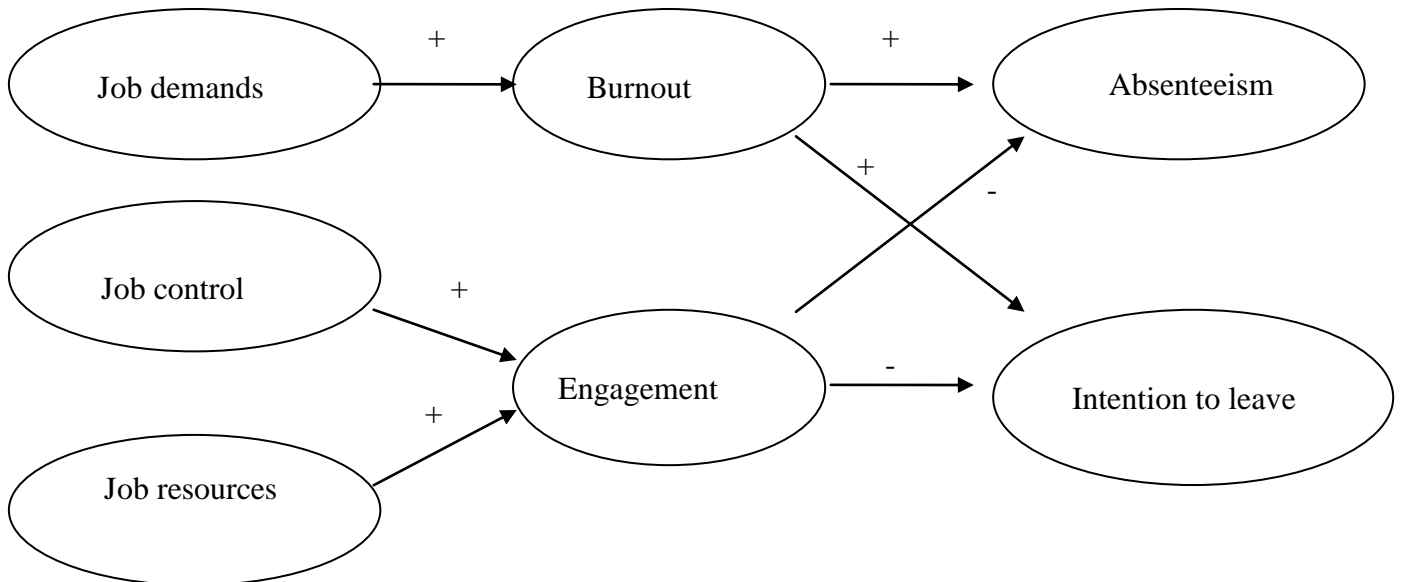 +
+
Job demands
Burnout
Absenteeism
+
-
Job control
+
Engagement
-
Intention to leave
+
Job resources